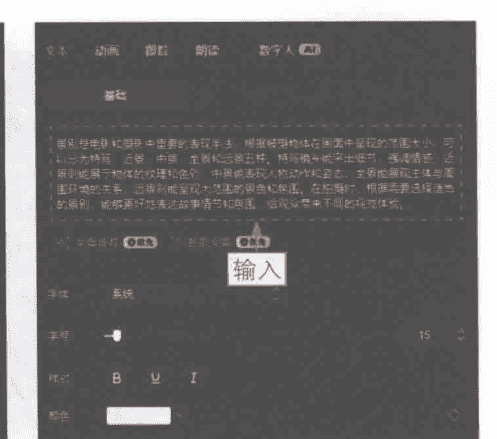 文本 动画 跟踪 朗读 数字人 AI
基础
景别是电影和摄影中重要的表现手法，根据被摄物体在画面中呈现的范围大小，可
以分为特写、近景、中景、全景和远景五种。特写镜头能突出细节，强调情感；近
景则能展示物体的纹理和色彩；中景能表现人物动作和姿态；全景能展现主体与周
围环境的关系；远景则能呈现大范围的景色和氛围。在拍摄时，根据需要选择适当
的景别，能够更好地表达故事情节和氛围，给观众带来不同的视觉体验。
输入
字体 系统
字号 15
样式 B U I
颜色